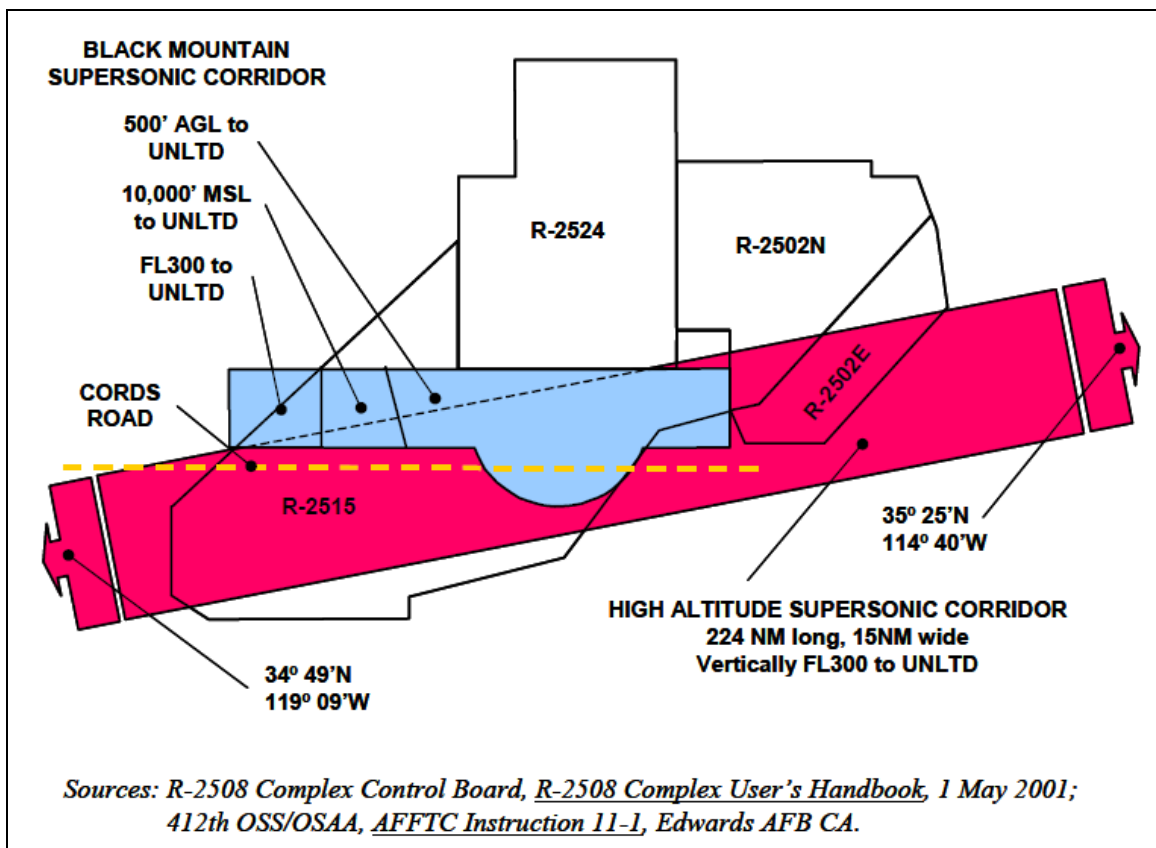 BLACK MOUNTAIN
SUPERSONIC CORRIDOR
500' AGL to
UNLTD
10,000' MSL
to UNLTD
FL300 to
UNLTD
CORDS
ROAD
R-2524
R-2502N
R-2502E
R-2515
35º 25'N
114º 40'W
HIGH ALTITUDE SUPERSONIC CORRIDOR
224 NM long, 15NM wide
Vertically FL300 to UNLTD
34º 49'N
119º 09'W
Sources: R-2508 Complex Control Board, R-2508 Complex User's Handbook, 1 May 2001;
412th OSS/OSAA, AFFTC Instruction 11-1, Edwards AFB CA.